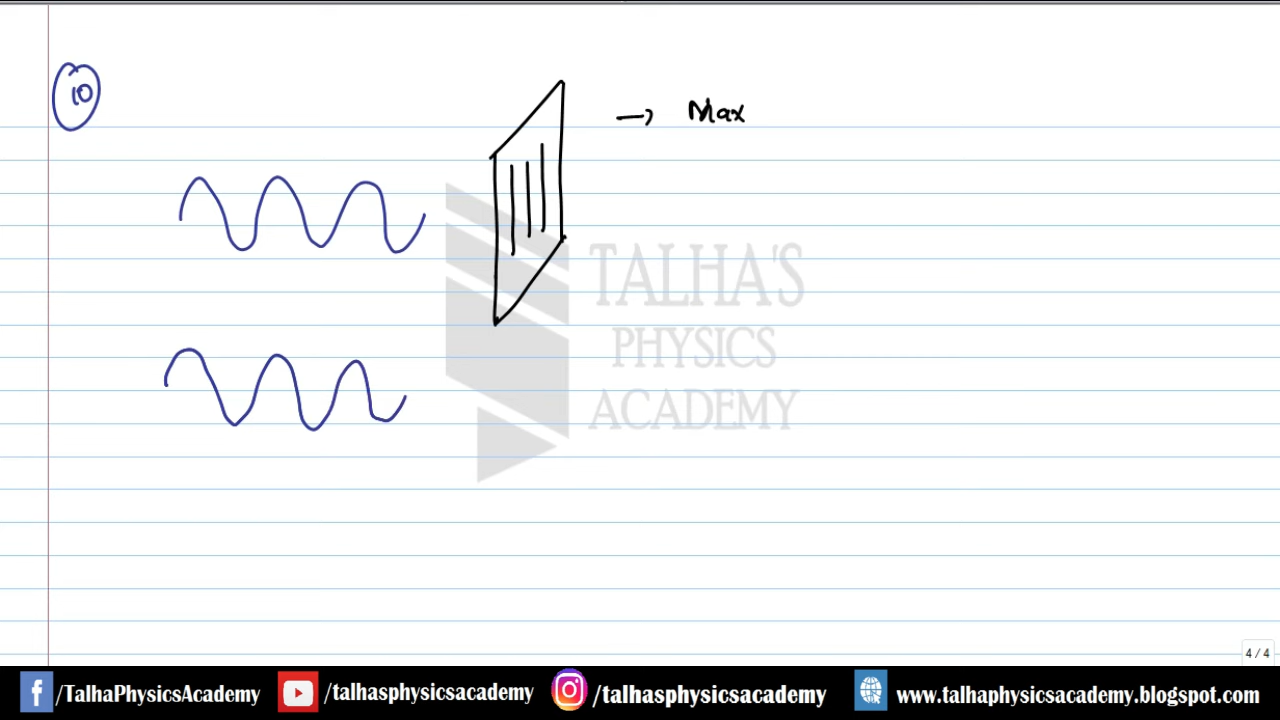 10
→ Max
TALHA'S
PHYSICS
ACADEMY
4 / 4
/TalhaPhysicsAcademy
/talhasphysicsacademy
/talhasphysicsacademy
www.talhaphysicsacademy.blogspot.com